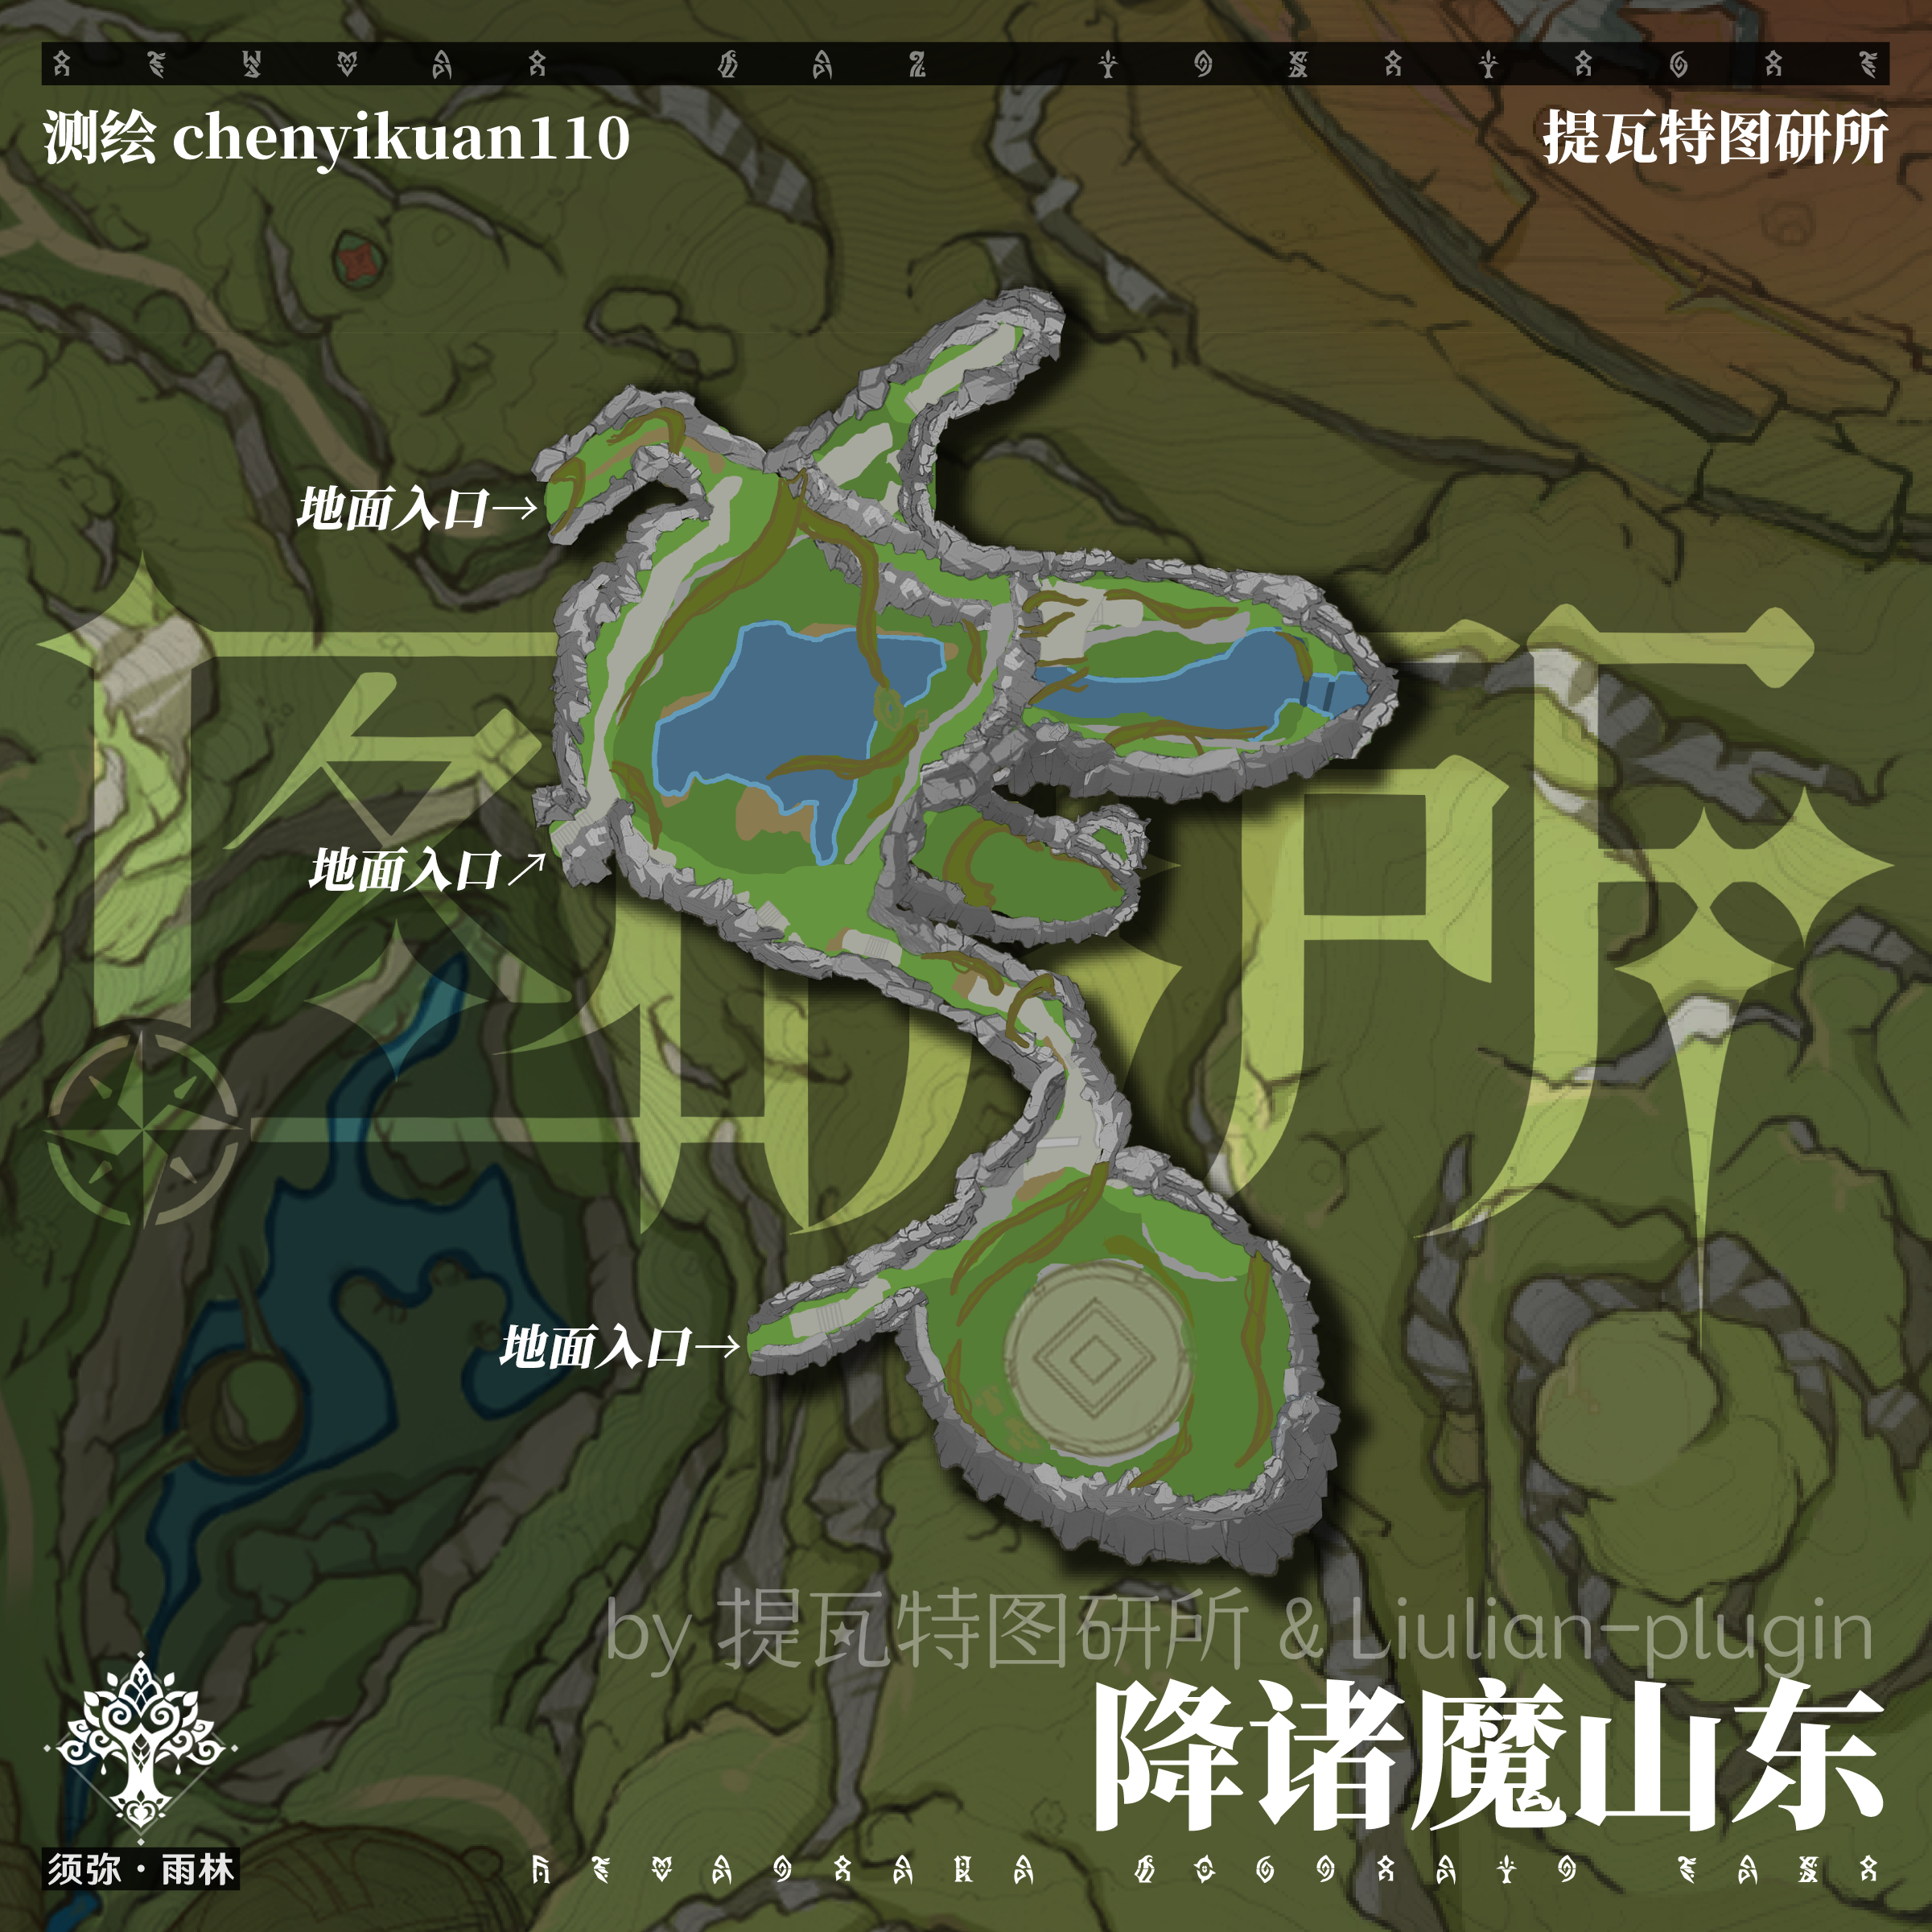 测绘 chenyikuan110
提瓦特图研所
地面入口→
图研所
地面入口↗
地面入口→
by 提瓦特图研所 & Liulian-plugin
降诸魔山东
须弥·雨林